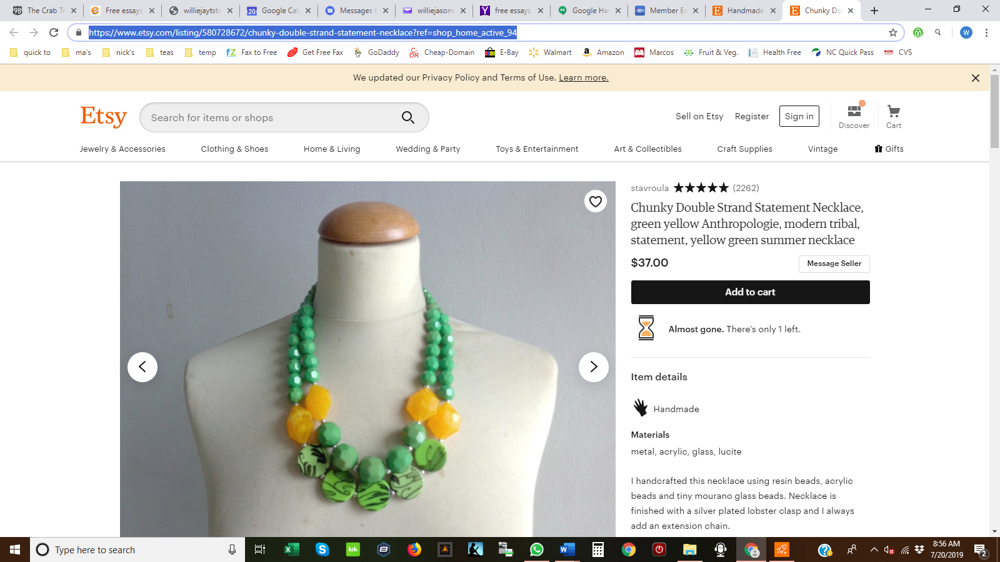 The Crab Tr
Free essays,
williejaytstr
Google Cal
Messages f
williejasons
free essays
Google Ha
Member En
Handmade
Chunky Do
https://www.etsy.com/listing/580728672/chunky-double-strand-statement-necklace?ref=shop_home_active_94
W
quick to
ma's
nick's
teas
temp
Fax to Free
Get Free Fax
GoDaddy
Cheap-Domain
E-Bay
Walmart
Amazon
Marcos
Fruit & Veg.
Health Free
NC Quick Pass
CVS
We updated our Privacy Policy and Terms of Use. Learn more.
Etsy
Search for items or shops
Sell on Etsy
Register
Sign in
Discover
Cart
Jewelry & Accessories
Clothing & Shoes
Home & Living
Wedding & Party
Toys & Entertainment
Art & Collectibles
Craft Supplies
Vintage
Gifts
stavroula ★★★★★ (2262)
Chunky Double Strand Statement Necklace,
green yellow Anthropologie, modern tribal,
statement, yellow green summer necklace
$37.00
Message Seller
Add to cart
Almost gone. There's only 1 left.
Item details
Handmade
Materials
metal, acrylic, glass, lucite
I handcrafted this necklace using resin beads, acrylic
beads and tiny mourano glass beads. Necklace is
finished with a silver plated lobster clasp and I always
add an extension chain.
Type here to search
8:56 AM
7/20/2019
2